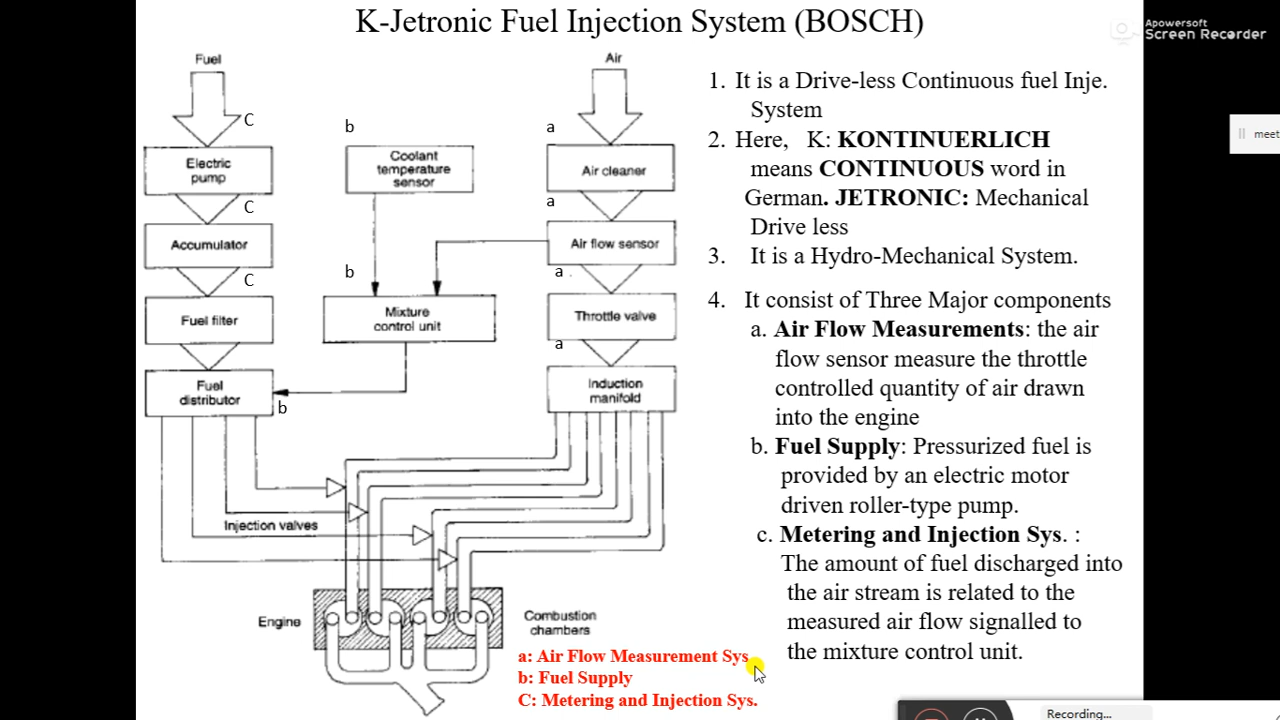 K-Jetronic Fuel Injection System (BOSCH)
Apowersoft
Screen Recorder
Fuel
Air
C
b
a
Electric
pump
Coolant
temperature
sensor
Air cleaner
C
a
Accumulator
Air flow sensor
C
b
a .
Fuel filter
Mixture
control unit
Throttle valve
a
Fuel
distributor
b
Induction
manifold
Injection valves
Engine
Combustion
chambers
a: Air Flow Measurement Sys
b: Fuel Supply
C: Metering and Injection Sys.
1. It is a Drive-less Continuous fuel Inje.
System
2. Here, K: KONTINUERLICH
means CONTINUOUS word in
German. JETRONIC: Mechanical
Drive less
3. It is a Hydro-Mechanical System.
4. It consist of Three Major components
a. Air Flow Measurements: the air
flow sensor measure the throttle
controlled quantity of air drawn
into the engine
b. Fuel Supply: Pressurized fuel is
provided by an electric motor
driven roller-type pump.
c. Metering and Injection Sys. :
The amount of fuel discharged into
the air stream is related to the
measured air flow signalled to
the mixture control unit.
meet
Recording...